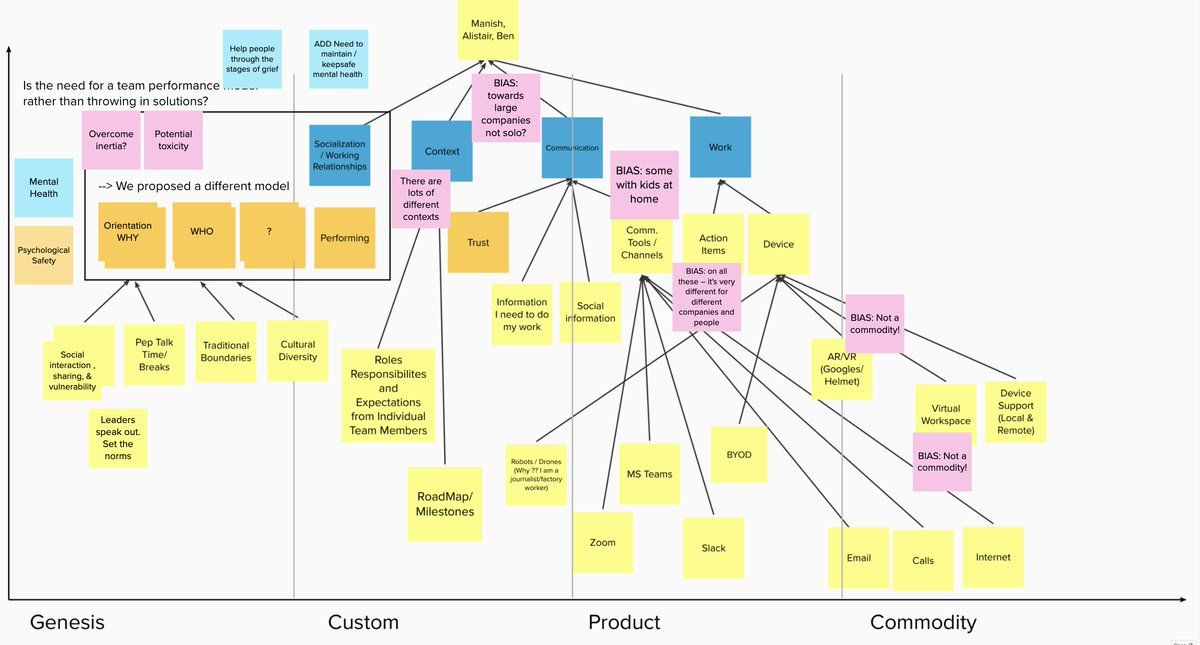 Manish,
Alistair, Ben
Help people
through the
stages of grief
ADD Need to
maintain /
keepsafe
mental health
Is the need for a team performance
rather than throwing in solutions?
BIAS:
towards
large
companies
not solo?
Overcome
inertia?
Potential
toxicity
Socialization
/ Working
Relationships
Context
Communication
Work
Mental
Health
--> We proposed a different model
There are
lots of
different
contexts
BIAS: some
with kids at
home
Psychological
Safety
Orientation
WHY
WHO
?
Performing
Trust
Comm.
Tools /
Channels
Action
Items
Device
BIAS: on all
these – it's very
different for
different
companies and
people
Information
I need to do
my work
Social
information
BIAS: Not a
commodity!
Social
interaction ,
sharing, &
vulnerability
Pep Talk
Time/
Breaks
Traditional
Boundaries
Cultural
Diversity
Roles
Responsibilites
and
Expectations
from Individual
Team Members
AR/VR
(Googles/
Helmet)
Leaders
speak out.
Set the
norms
Virtual
Workspace
Device
Support
(Local &
Remote)
BIAS: Not a
commodity!
Robots / Drones
(Why ?? I am a
journalist/factory
worker)
MS Teams
BYOD
RoadMap/
Milestones
Zoom
Slack
Email
Calls
Internet
Genesis
Custom
Product
Commodity